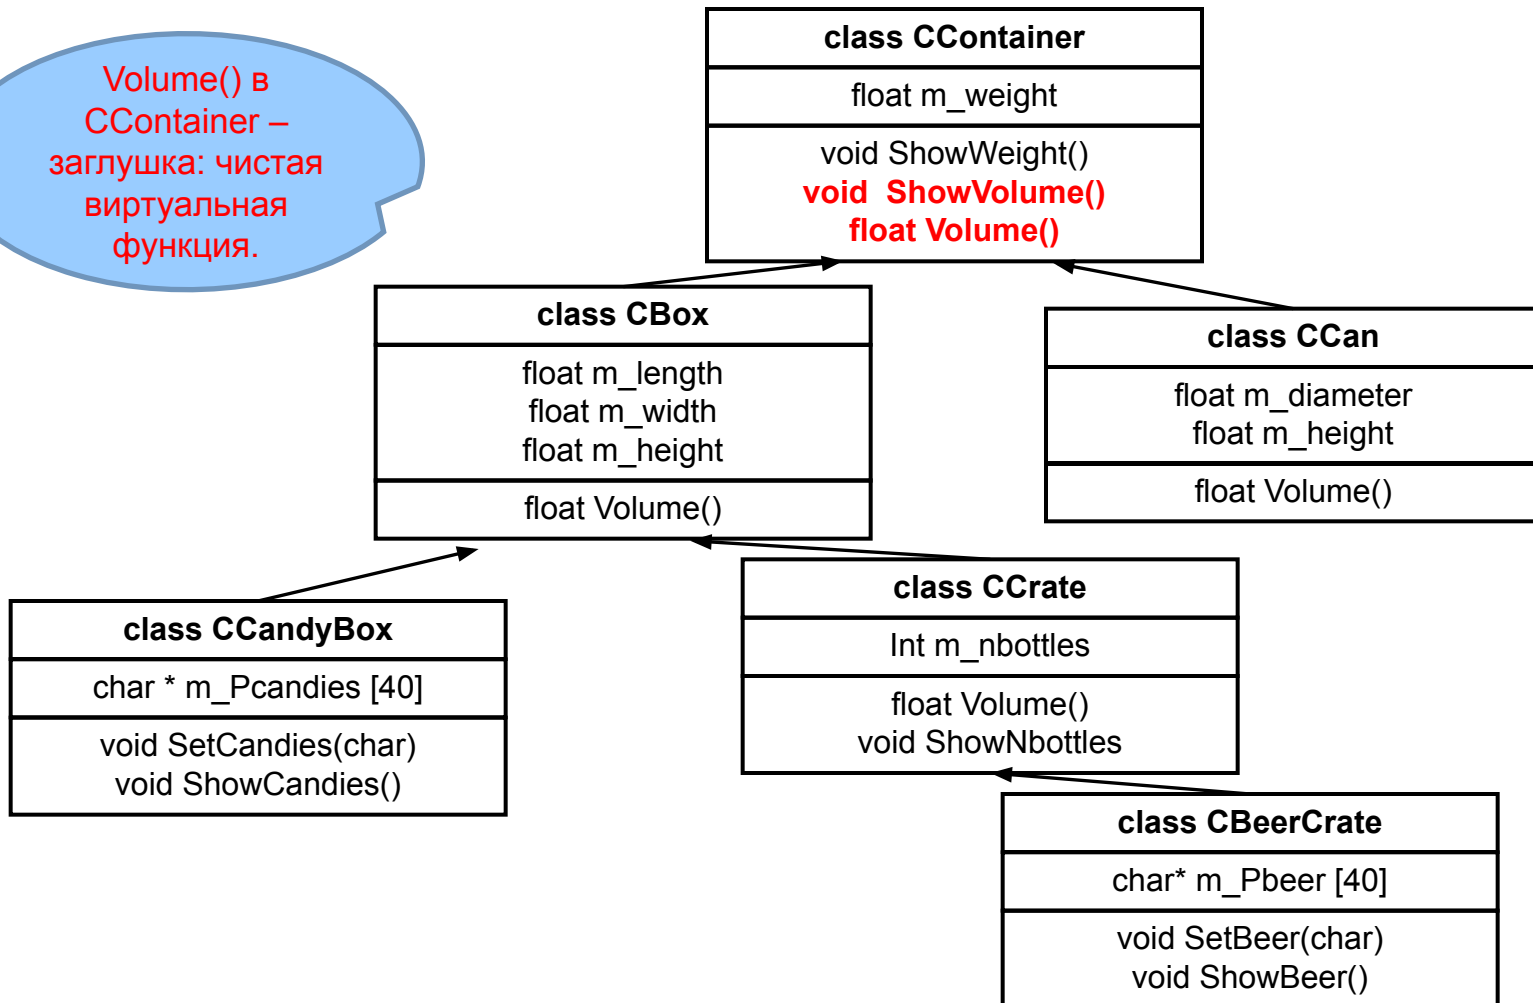 Volume() в
CContainer –
заглушка: чистая
виртуальная
функция.
class CContainer
float m_weight
void ShowWeight()
void  ShowVolume()
float Volume()
class CBox
float m_length
float m_width
float m_height
float Volume()
class CCan
float m_diameter
float m_height
float Volume()
class CCandyBox
char * m_Pcandies [40]
void SetCandies(char)
void ShowCandies()
class CCrate
Int m_nbottles
float Volume()
void ShowNbottles
class CBeerCrate
char* m_Pbeer [40]
void SetBeer(char)
void ShowBeer()